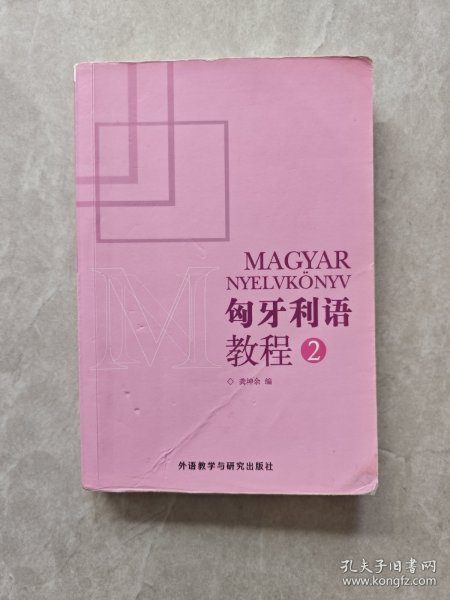 MAGYAR
NYELVKÖNYV
匈牙利语
教程 2
◇ 龚坤余 编
外语教学与研究出版社
孔夫子旧书网
www.kongfz.com